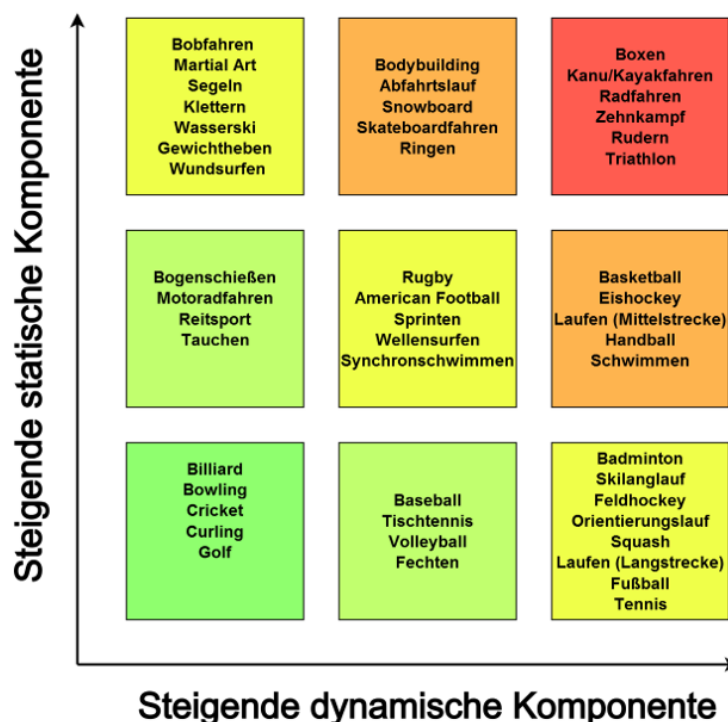 Steigende statische Komponente
Bobfahren
Martial Art
Segeln
Klettern
Wasserski
Gewichtheben
Wundsurfen
Bodybuilding
Abfahrtslauf
Snowboard
Skateboardfahren
Ringen
Boxen
Kanu/Kayakfahren
Radfahren
Zehnkampf
Rudern
Triathlon
Bogenschießen
Motoradfahren
Reitsport
Tauchen
Rugby
American Football
Sprinten
Wellensurfen
Synchronschwimmen
Basketball
Eishockey
Laufen (Mittelstrecke)
Handball
Schwimmen
Billiard
Bowling
Cricket
Curling
Golf
Baseball
Tischtennis
Volleyball
Fechten
Badminton
Skilanglauf
Feldhockey
Orientierungslauf
Squash
Laufen (Langstrecke)
Fußball
Tennis
Steigende dynamische Komponente